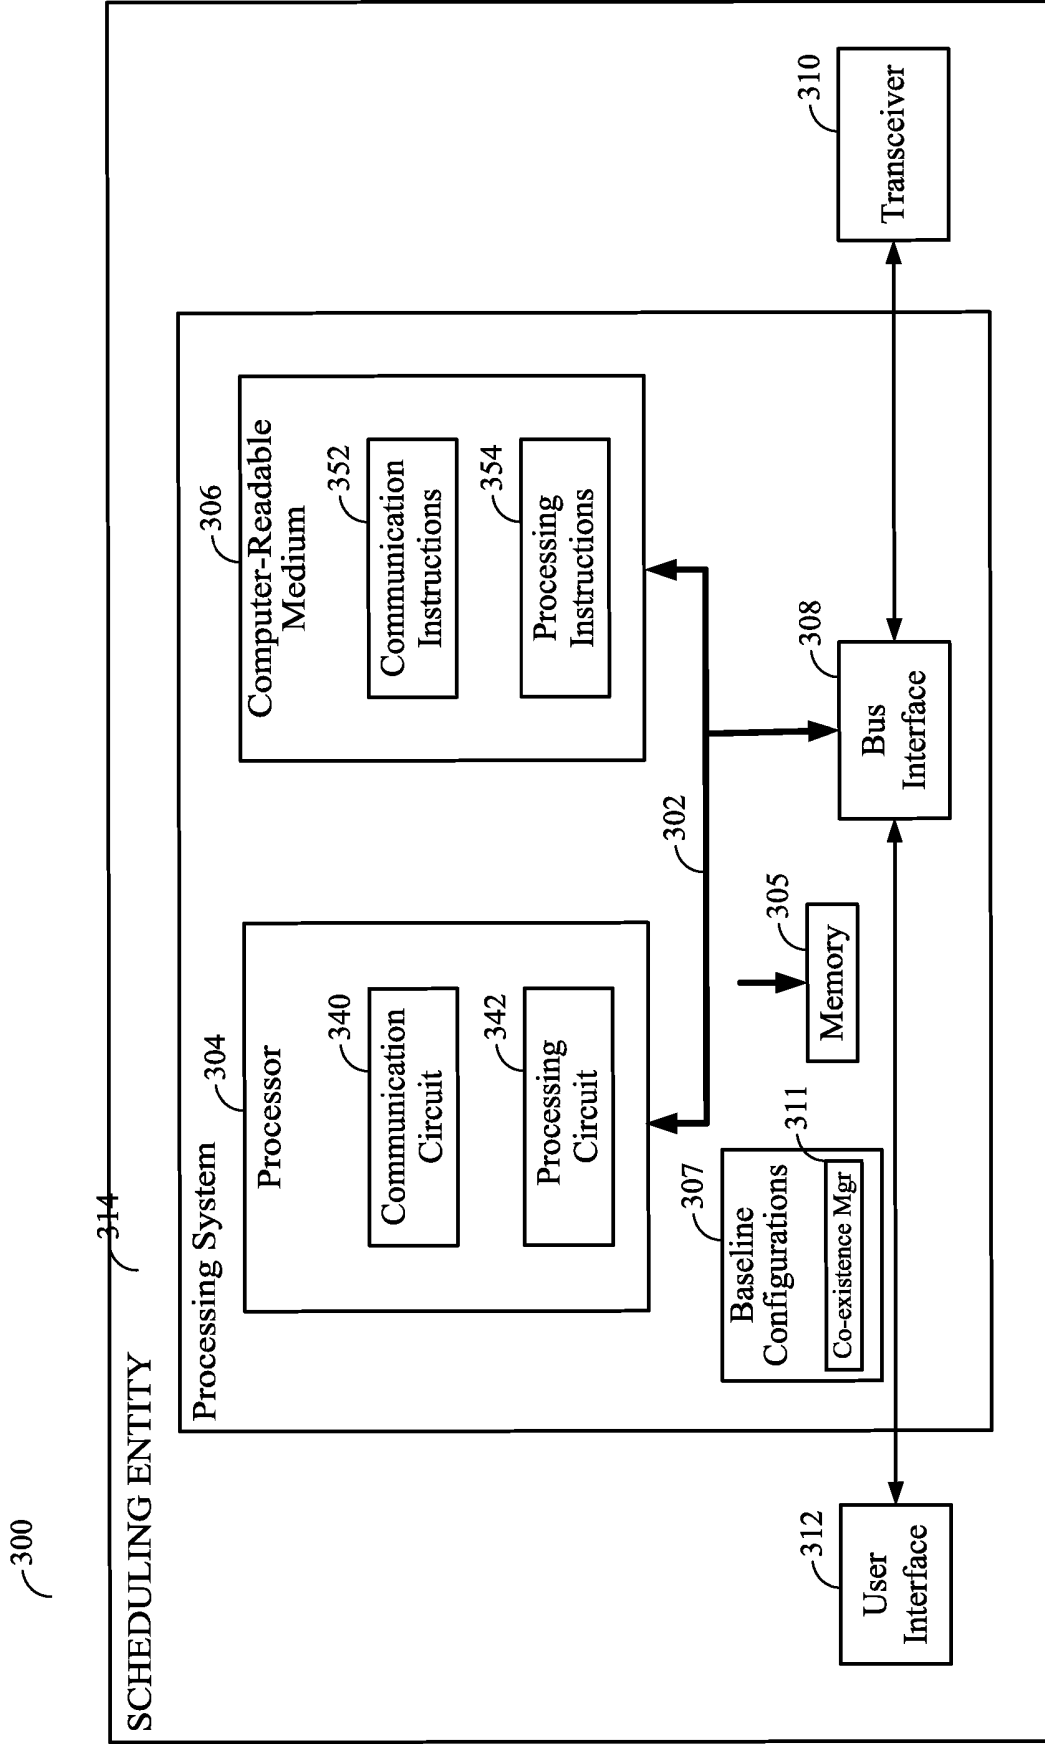 300
SCHEDULING ENTITY
314
Processing System
304
Processor
340
Communication
Circuit
342
Processing
Circuit
306
Computer-Readable
Medium
352
Communication
Instructions
354
Processing
Instructions
302
307
Baseline
Configurations
311
Co-existence Mgr
305
Memory
308
Bus
Interface
312
User
Interface
310
Transceiver